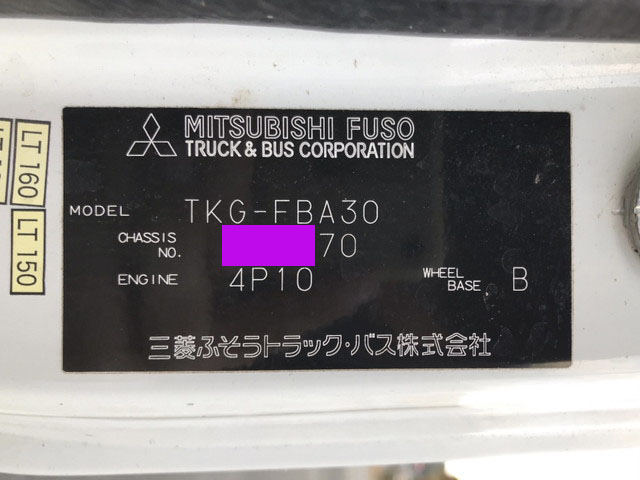 MITSUBISHI FUSO
TRUCK & BUS CORPORATION
MODEL TKG-FBA30
CHASSIS NO. 70
ENGINE 4P10 WHEEL BASE B
三菱ふそうトラック・バス株式会社
LT 160
LT 150